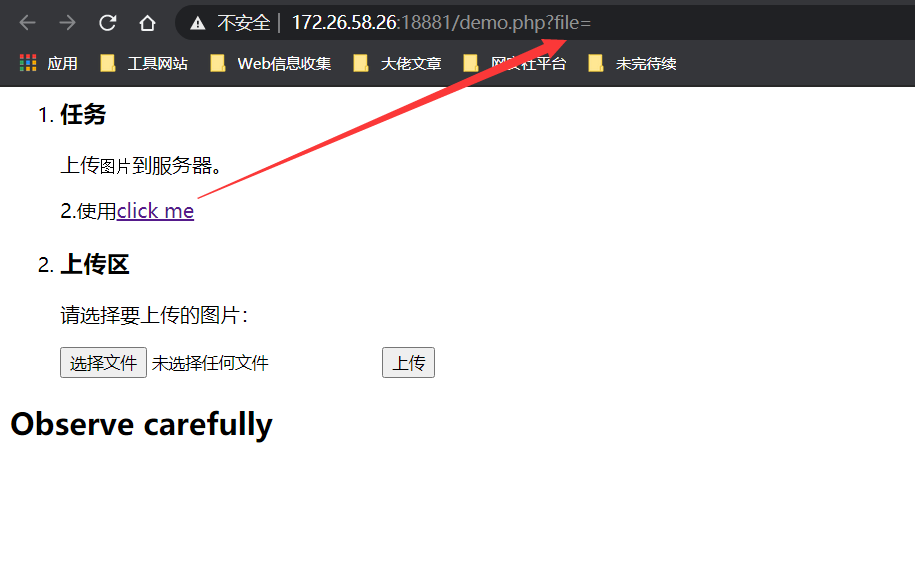 不安全 | 172.26.58.26:18881/demo.php?file=
应用 工具网站 Web信息收集 大佬文章 网安社平台 未完待续
1. 任务
上传图片到服务器。
2.使用click me
2. 上传区
请选择要上传的图片：
选择文件 未选择任何文件 上传
Observe carefully